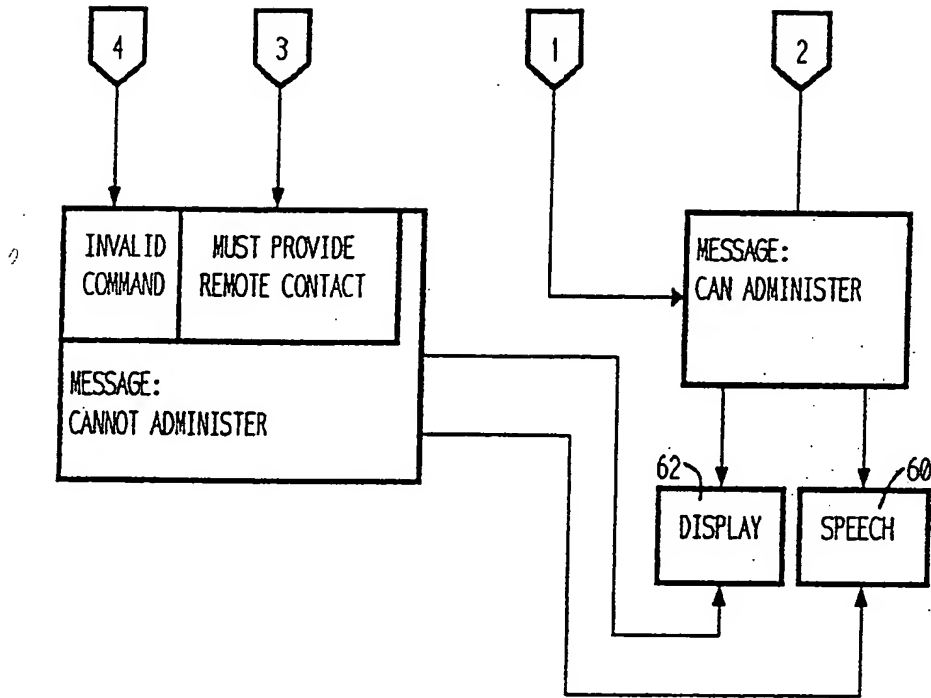 4
3
1
2
INVALID
COMMAND
MUST PROVIDE
REMOTE CONTACT
MESSAGE:
CANNOT ADMINISTER
MESSAGE:
CAN ADMINISTER
62
DISPLAY
60
SPEECH